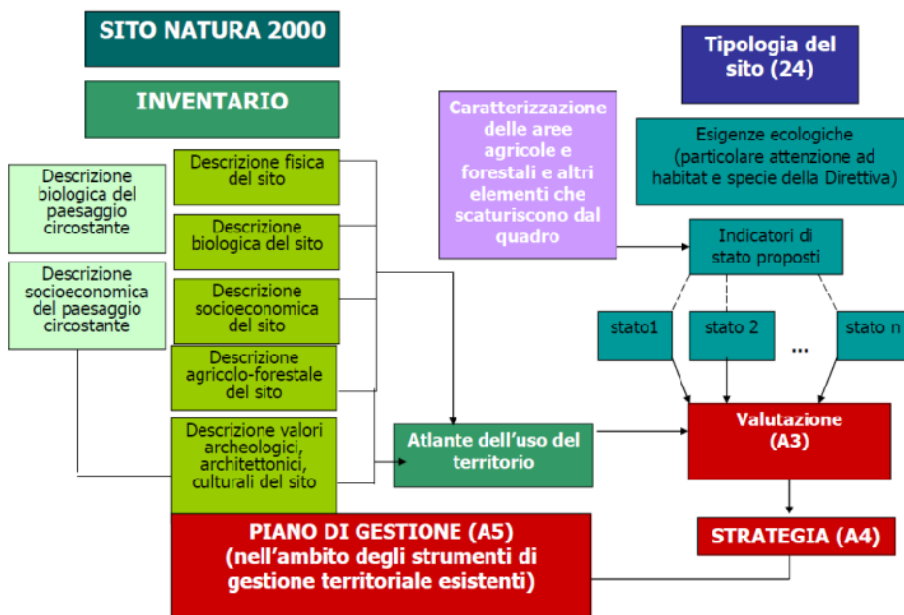 SITO NATURA 2000
INVENTARIO
Descrizione
biologica del
paesaggio
circostante
Descrizione
socioeconomica
del paesaggio
circostante
Descrizione fisica
del sito
Descrizione
biologica del sito
Descrizione
socioeconomica
del sito
Descrizione
agricolo-forestale
del sito
Descrizione valori
archeologici,
architettonici,
culturali del sito
Atlante dell'uso del
territorio
Caratterizzazione
delle aree
agricole e
forestali e altri
elementi che
scaturiscono dal
quadro
Tipologia del
sito (24)
Esigenze ecologiche
(particolare attenzione ad
habitat e specie della Direttiva)
Indicatori di
stato proposti
stato1
stato 2
...
stato n
Valutazione
(A3)
STRATEGIA (A4)
PIANO DI GESTIONE (A5)
(nell'ambito degli strumenti di
gestione territoriale esistenti)